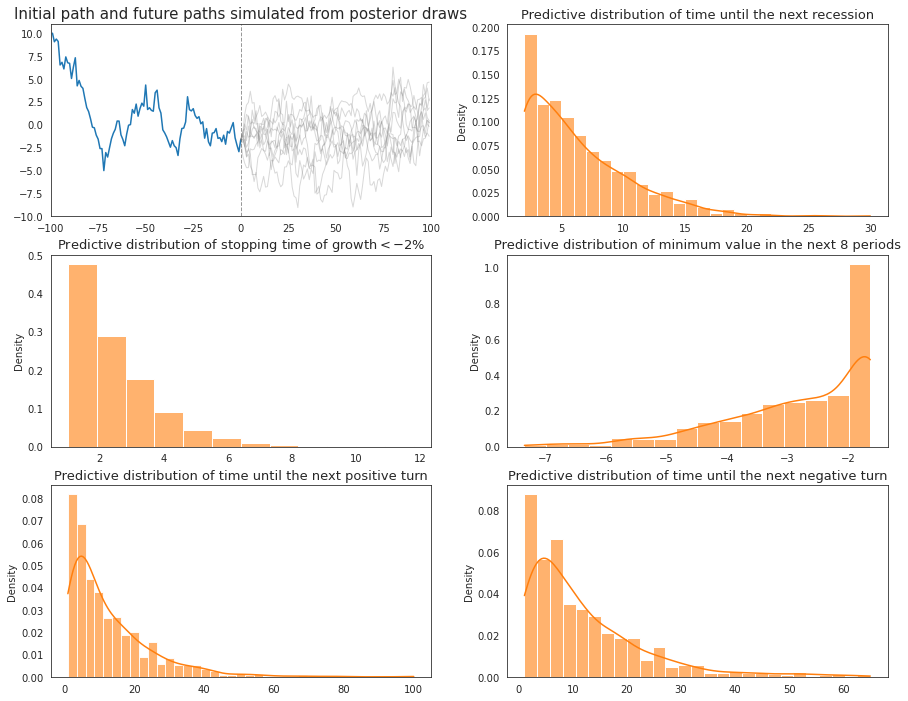 Initial path and future paths simulated from posterior draws
10.0
7.5
5.0
2.5
0.0
−2.5
−5.0
−7.5
−10.0
−100 −75 −50 −25 0 25 50 75 100
Predictive distribution of time until the next recession
Density
0.200
0.175
0.150
0.125
0.100
0.075
0.050
0.025
0.000
5 10 15 20 25 30
Predictive distribution of stopping time of growth < −2%
Density
0.5
0.4
0.3
0.2
0.1
0.0
2 4 6 8 10 12
Predictive distribution of minimum value in the next 8 periods
Density
1.0
0.8
0.6
0.4
0.2
0.0
−7 −6 −5 −4 −3 −2
Predictive distribution of time until the next positive turn
Density
0.08
0.07
0.06
0.05
0.04
0.03
0.02
0.01
0.00
0 20 40 60 80 100
Predictive distribution of time until the next negative turn
Density
0.08
0.06
0.04
0.02
0.00
0 10 20 30 40 50 60